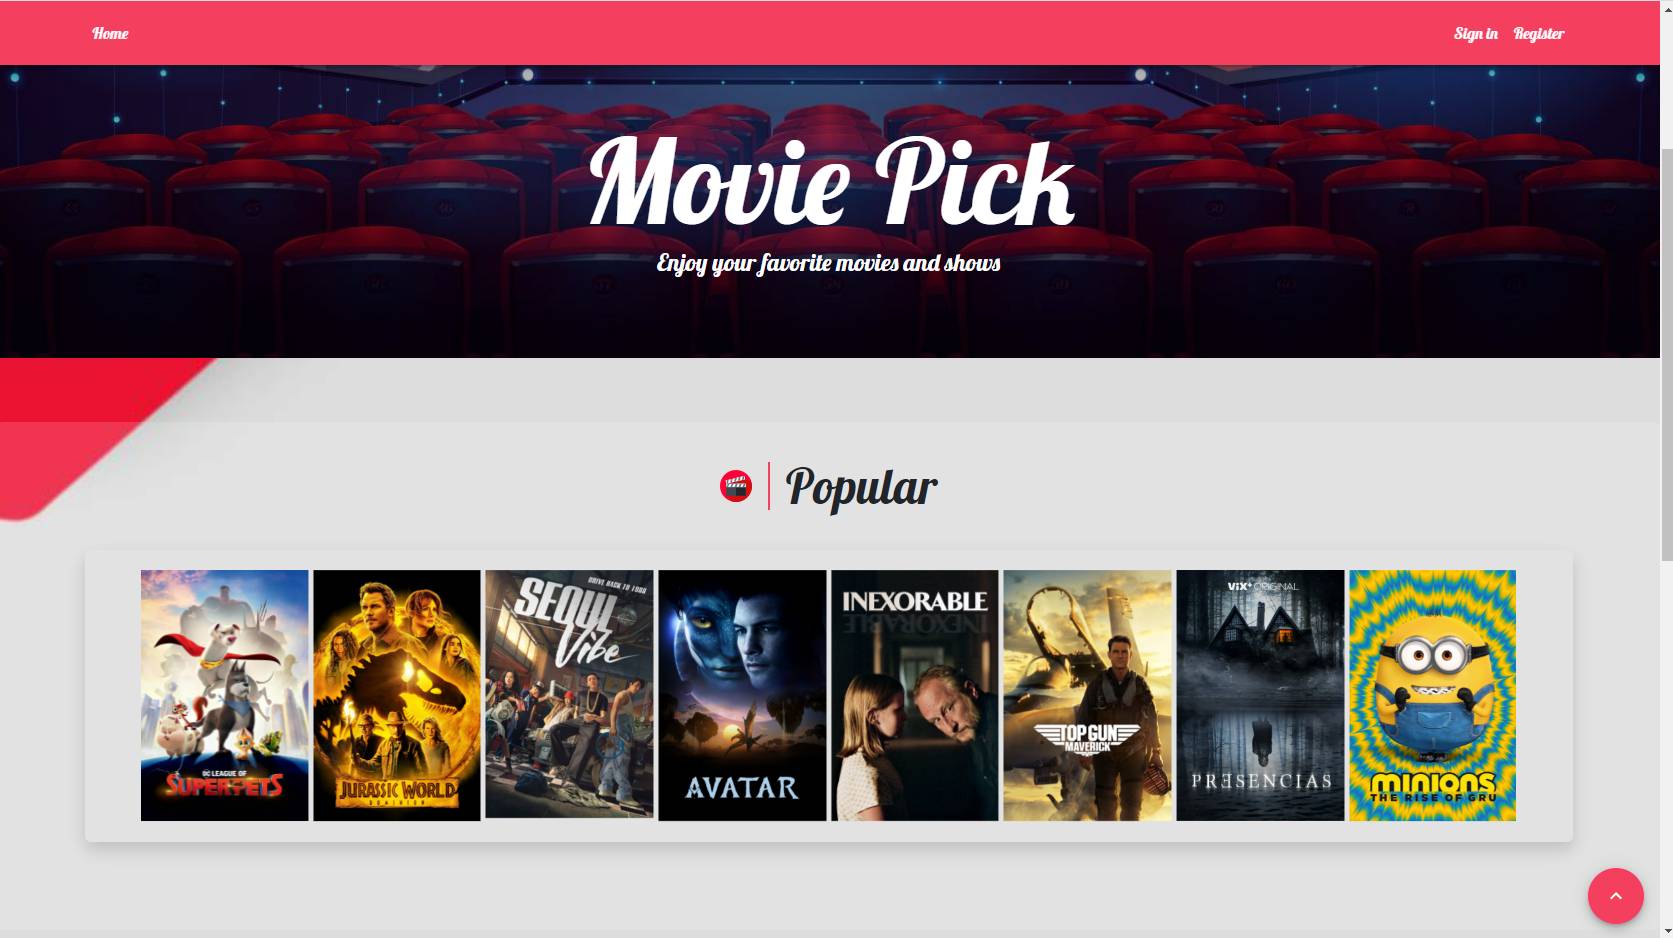 Home
Sign in
Register
Movie Pick
Enjoy your favorite movies and shows
Popular
DC LEAGUE OF
SUPER-PETS
JURASSIC WORLD
DOMINION
DRIVE BACK TO 1988
SEOUL
Vibe
AVATAR
INEXORABLE
TOP GUN
MAVERICK
ViX+ ORIGINAL
PRESENCIAS
MINIONS
THE RISE OF GRU